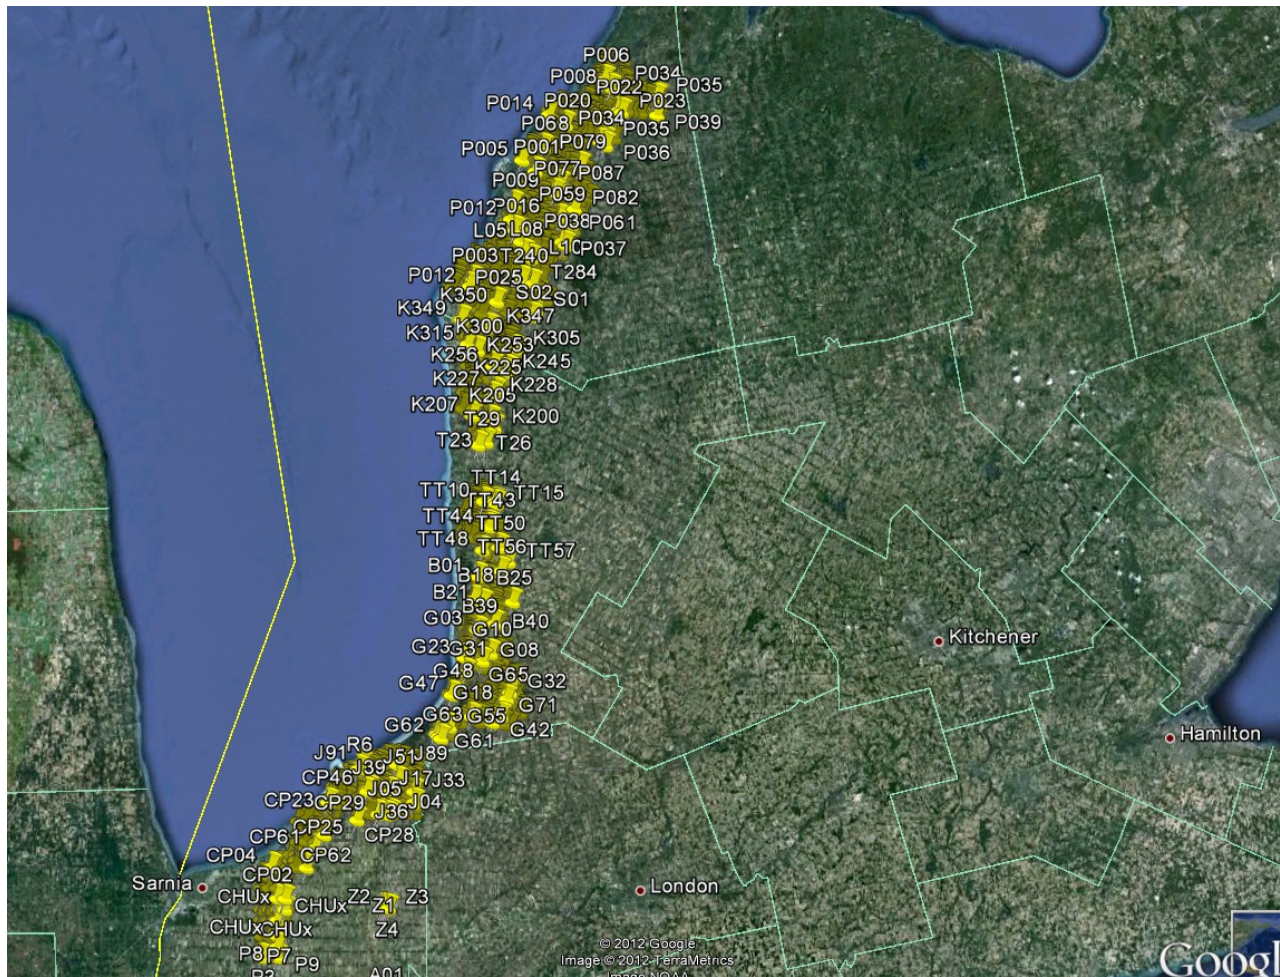 P006
P008 P034
P022 P035
P014 P020 P023
P068 P034 P035 P039
P005 P001 P079 P036
P077 P087
P009 P059 P082
P012 P016 P038 P061
L05 L08 L10 P037
P003 T240
P012 P025 T284
K350 S02 S01
K349 K347
K315 K300 K305
K256 K253 K245
K227 K225 K228
K207 K205 K200
T29
T23 T26
TT14
TT10 TT43 TT15
TT44 TT50
TT48 TT56 TT57
B01 B18 B25
B21 B39
G03 G10 B40
G23 G31 G08
Kitchener
G48 G65 G32
G47 G18 G71
G63 G55 G42
G62 G61
Hamilton
J91 R6 J51 J89
CP46 J39 J17 J33
CP23 CP29 J05 J04
J36
CP61 CP25 CP28
CP04 CP62
CP02
Sarnia London
CHUx CHUx Z2 Z1 Z3
CHUx CHUx Z4
P8 P7 P9
A01
© 2012 Google
Image © 2012 TerraMetrics
Image NOAA
Googl